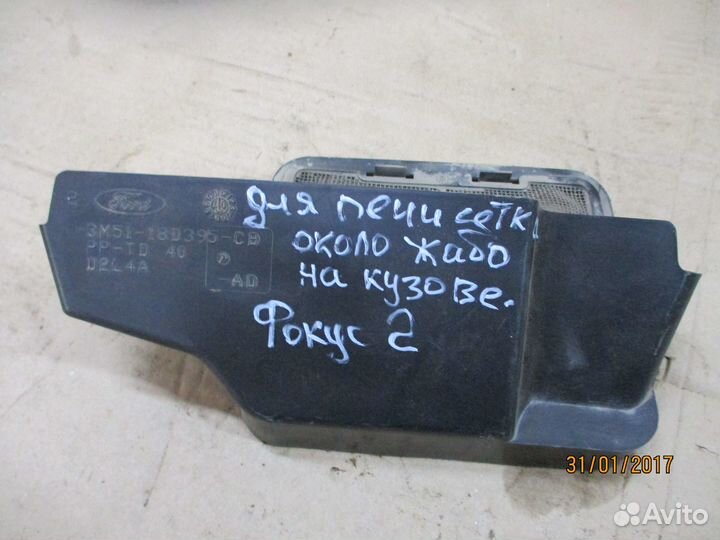 Ford
для печи сетк
3M51-18D395-CB
около жабо
PP-TD 40
на кузове.
D2L4A
AD
Фокус 2
31/01/2017
Avito